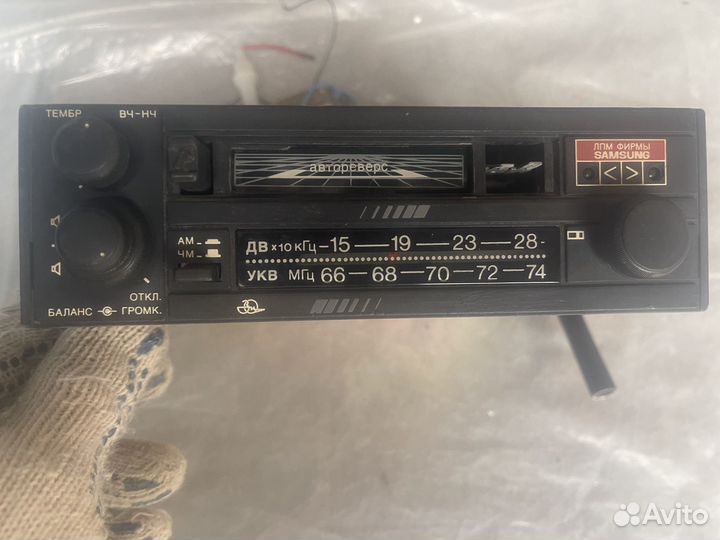 ТЕМБР ВЧ-НЧ
автореверс
ЛПМ ФИРМЫ
SAMSUNG
< >
АМ
ЧМ
ДВ х10 кГц 15 19 23 28
УКВ МГц 66 68 70 72 74
ОТКЛ.
БАЛАНС ГРОМК.
Avito